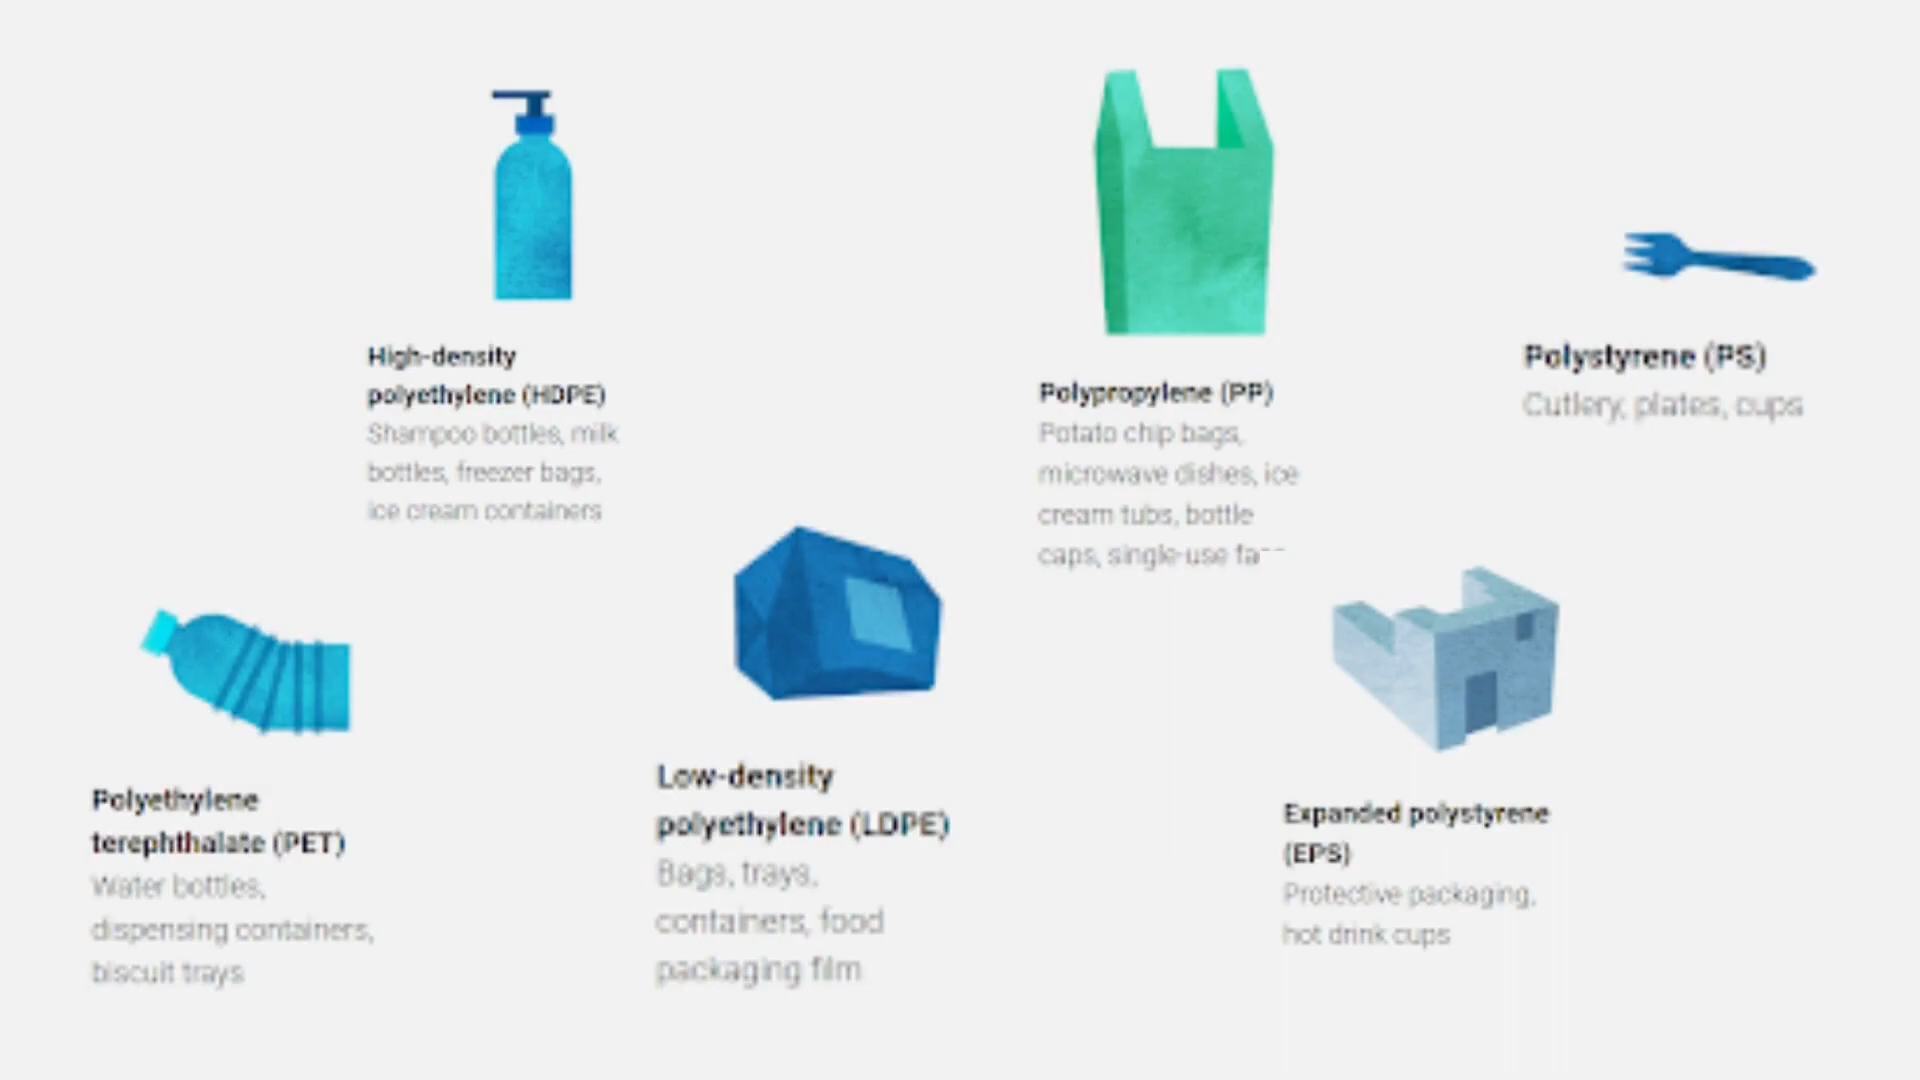 High-density
polyethylene (HDPE)
Shampoo bottles, milk
bottles, freezer bags,
ice cream containers
Polypropylene (PP)
Potato chip bags,
microwave dishes, ice
cream tubs, bottle
caps, single-use
Polystyrene (PS)
Cutlery, plates, cups
Polyethylene
terephthalate (PET)
Water bottles,
dispensing containers,
biscuit trays
Low-density
polyethylene (LDPE)
Bags, trays,
containers, food
packaging film
Expanded polystyrene
(EPS)
Protective packaging,
hot drink cups